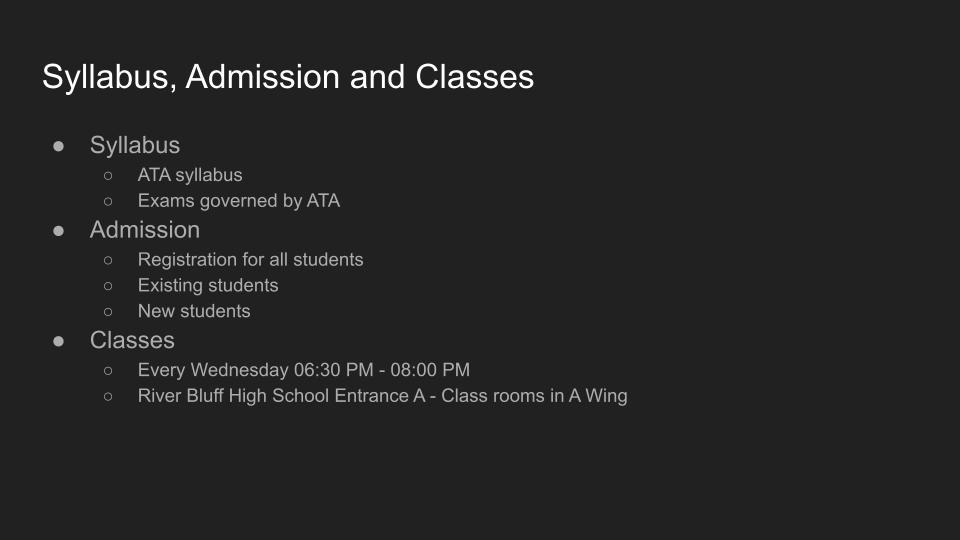 Syllabus, Admission and Classes
● Syllabus
○ ATA syllabus
○ Exams governed by ATA
● Admission
○ Registration for all students
○ Existing students
○ New students
● Classes
○ Every Wednesday 06:30 PM - 08:00 PM
○ River Bluff High School Entrance A - Class rooms in A Wing